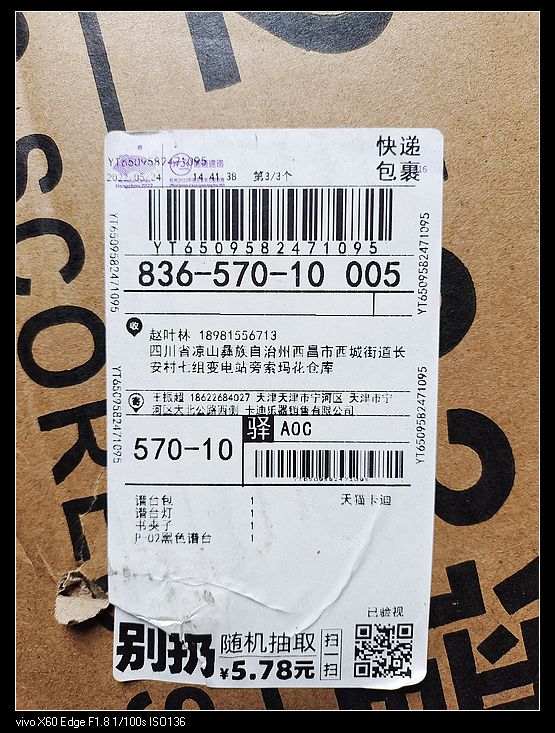 SCORE
快递
包裹
YT6509582471095
2022.05.24 14:41:38 第3/3个
Hangzhou 2022
YT6509582471095
836-570-10 005
YT6509582471095
YT6509582471095
YT6509582471095
YT6509582471095
收
赵叶林 18981556713
四川省凉山彝族自治州西昌市西城街道长
安村七组变电站旁索玛花仓库
寄
王振超 18622684027 天津天津市宁河区 天津市宁
河区大北公路西侧 卡迪乐器销售有限公司
570-10
驿 AOC
YT6509582471095
谱台包 1 天猫卡迪
谱台灯 1
书夹子 1
P-02黑色谱台 1
已验视
别扔
随机抽取
¥5.78元
扫一扫
vivo X60 Edge F1.8 1/100s ISO136